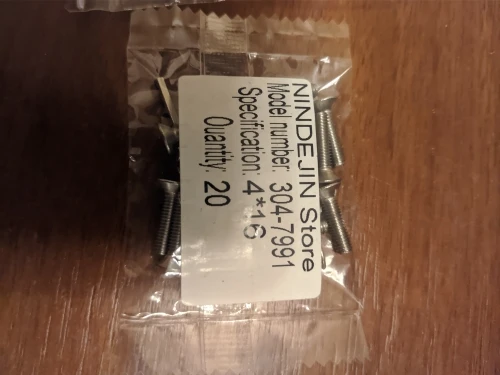 NINDEJIN Store
Model number: 304-7991
Specification: 4*16
Quantity: 20